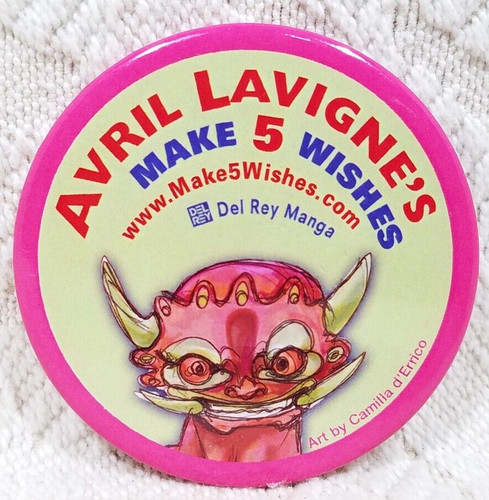 AVRIL LAVIGNE'S
MAKE 5 WISHES
www.Make5Wishes.com
DEL REY Del Rey Manga
Art by Camilla d'Errico